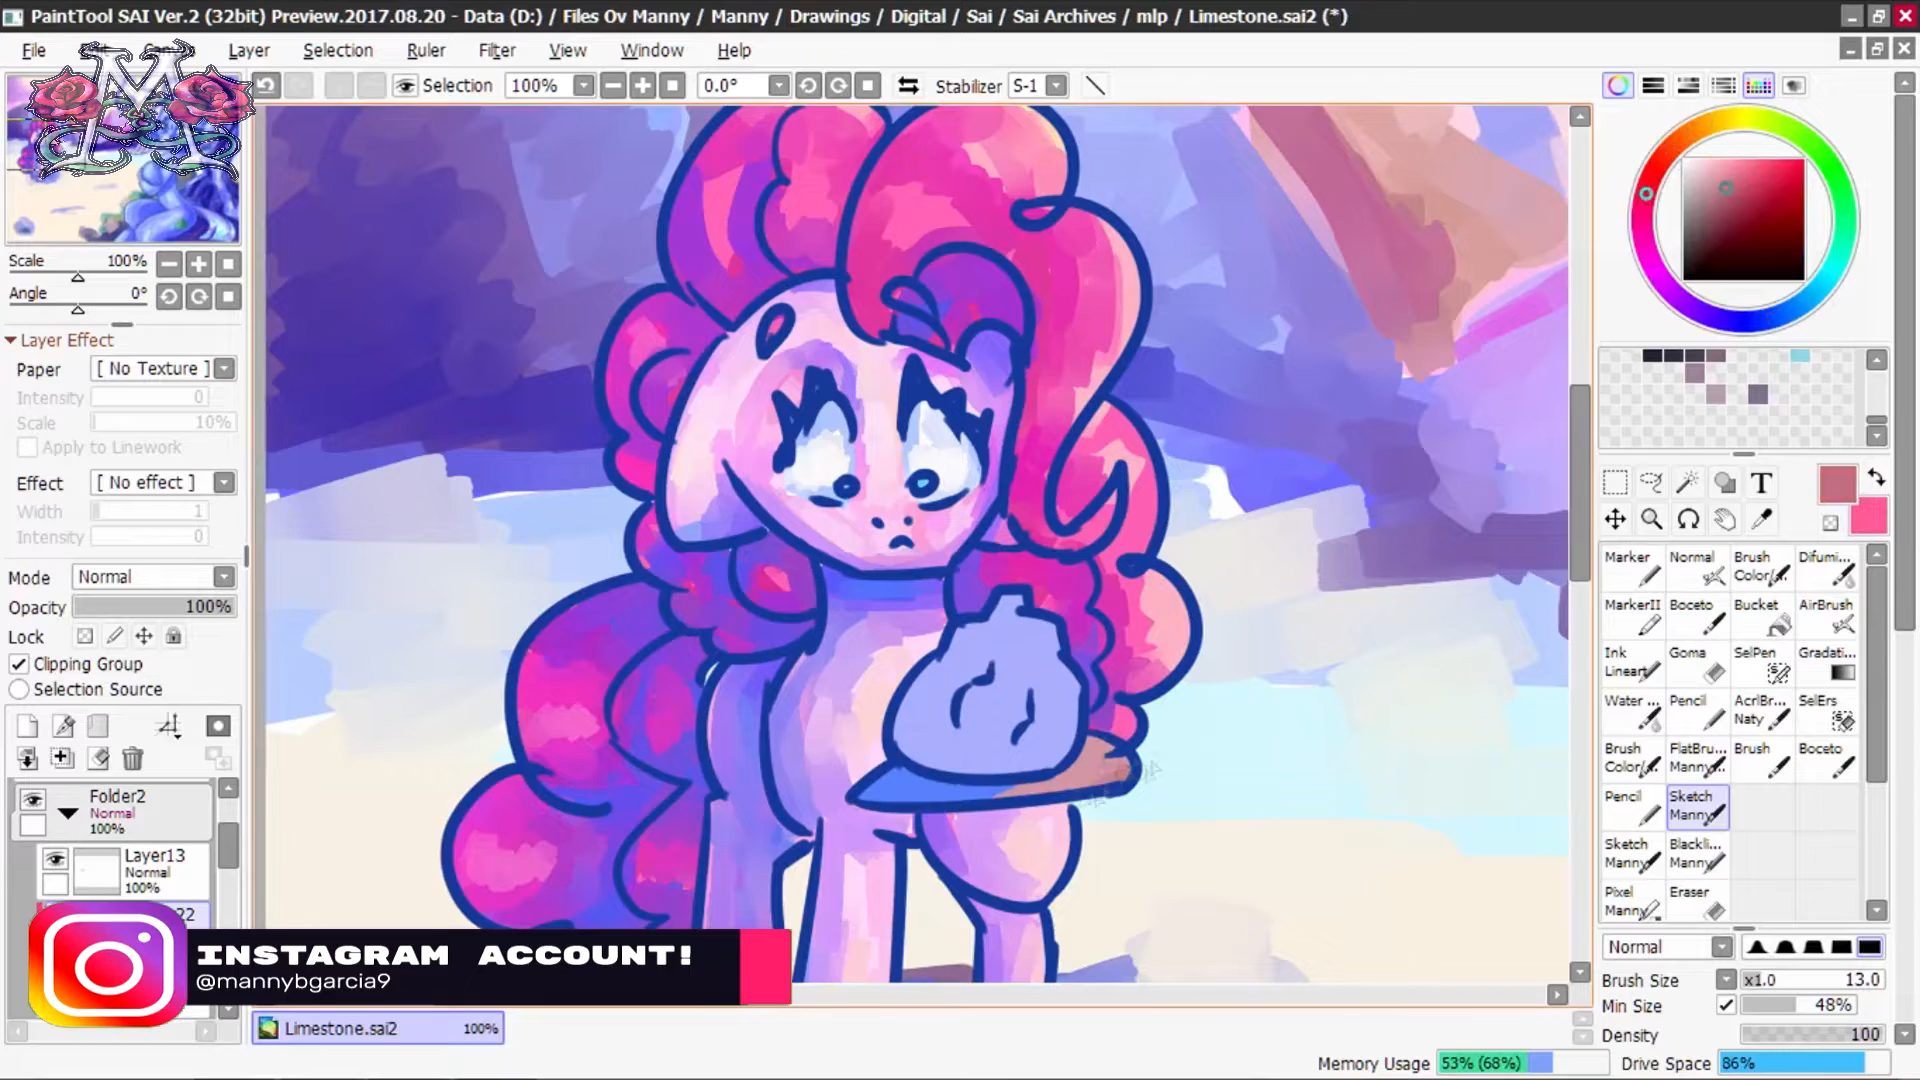 PaintTool SAI Ver.2 (32bit) Preview.2017.08.20 - Data (D:) / Files Ov Manny / Manny / Drawings / Digital / Sai / Sai Archives / mlp / Limestone.sai2 (*)
File Layer Selection Ruler Filter View Window Help
Selection 100% 0.0° Stabilizer S-1
M
Scale 100%
Angle 0°
Layer Effect
Paper [ No Texture ]
Intensity 0
Scale 10%
Apply to Linework
Effect [ No effect ]
Width 1
Intensity 0
Mode Normal
Opacity 100%
Lock
Clipping Group
Selection Source
Folder2
Normal
100%
Layer13
Normal
100%
22
INSTAGRAM ACCOUNT!
@mannybgarcia9
Limestone.sai2 100%
T
Marker Normal Brush Color/ Difumi...
MarkerII Boceto Bucket AirBrush
Ink Lineart Goma SelPen Gradati...
Water ... Pencil AcrlBr... Naty SelErs
Brush Color/ FlatBru... Manny Brush Boceto
Pencil Sketch Manny
Sketch Manny Blackli... Manny
Pixel Manny Eraser
Normal
Brush Size x1.0 13.0
Min Size 48%
Density 100
Memory Usage 53% (68%) Drive Space 86%